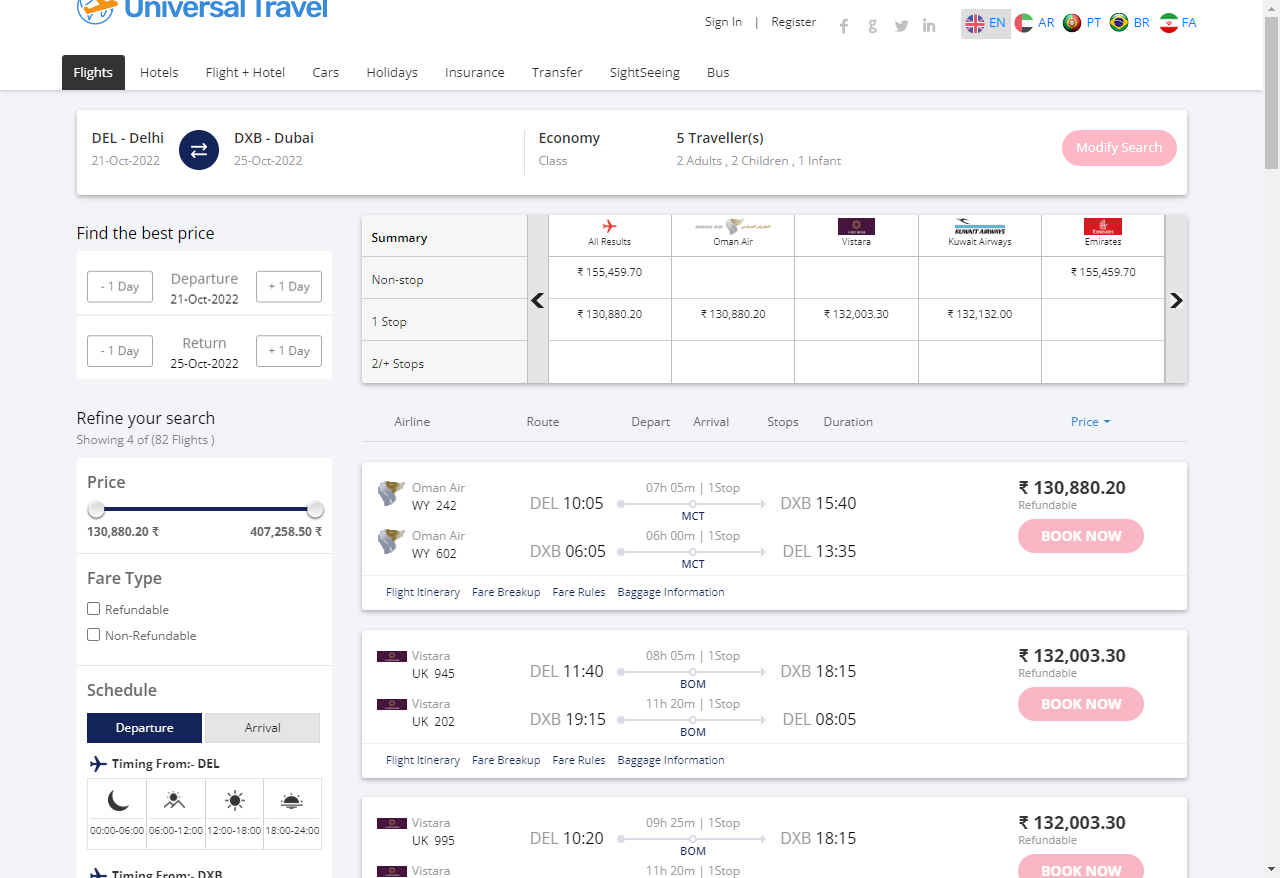 Universal Travel
Sign In | Register
EN AR PT BR FA
Flights Hotels Flight + Hotel Cars Holidays Insurance Transfer SightSeeing Bus
DEL - Delhi DXB - Dubai Economy 5 Traveller(s)
21-Oct-2022 25-Oct-2022 Class 2 Adults , 2 Children , 1 Infant
Modify Search
Find the best price
- 1 Day Departure + 1 Day
21-Oct-2022
- 1 Day Return + 1 Day
25-Oct-2022
Summary All Results Oman Air Vistara Kuwait Airways Emirates
Non-stop ₹ 155,459.70 ₹ 155,459.70
1 Stop ₹ 130,880.20 ₹ 130,880.20 ₹ 132,003.30 ₹ 132,132.00
2/+ Stops
Refine your search
Showing 4 of (82 Flights )
Price
130,880.20 ₹ 407,258.50 ₹
Fare Type
Refundable
Non-Refundable
Schedule
Departure Arrival
Timing From:- DEL
00:00-06:00 06:00-12:00 12:00-18:00 18:00-24:00
Timing From:- DXB
Airline Route Depart Arrival Stops Duration Price
Oman Air 07h 05m | 1Stop
WY 242 DEL 10:05 DXB 15:40
MCT
Oman Air 06h 00m | 1Stop
WY 602 DXB 06:05 DEL 13:35
MCT
₹ 130,880.20
Refundable
BOOK NOW
Flight Itinerary Fare Breakup Fare Rules Baggage Information
Vistara 08h 05m | 1Stop
UK 945 DEL 11:40 DXB 18:15
BOM
Vistara 11h 20m | 1Stop
UK 202 DXB 19:15 DEL 08:05
BOM
₹ 132,003.30
Refundable
BOOK NOW
Flight Itinerary Fare Breakup Fare Rules Baggage Information
Vistara 09h 25m | 1Stop
UK 995 DEL 10:20 DXB 18:15
BOM
Vistara 11h 20m | 1Stop
₹ 132,003.30
Refundable
BOOK NOW